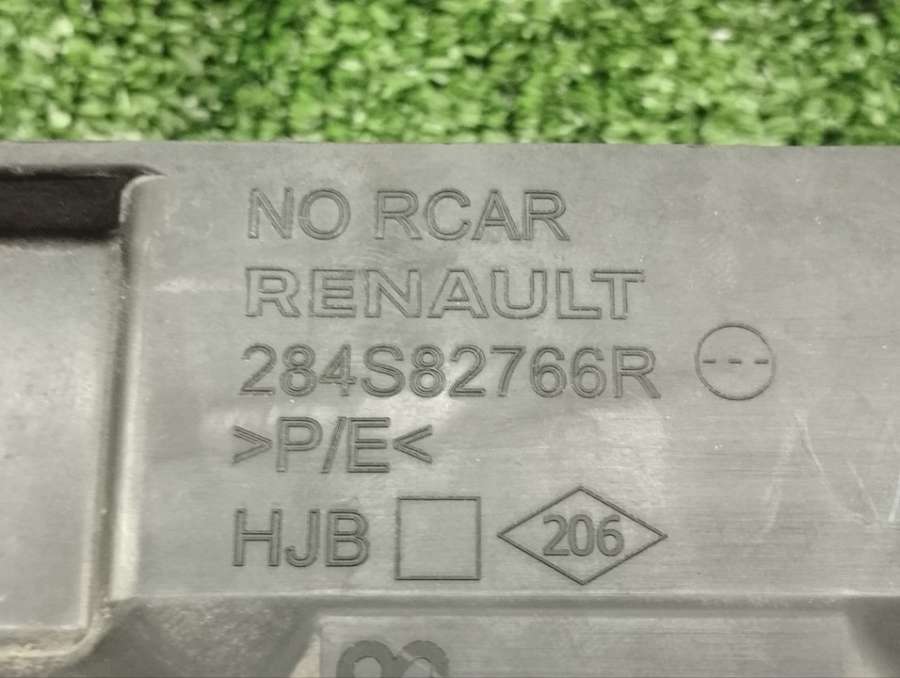 NO RCAR
RENAULT
284S82766R ---
>P/E<
HJB 206